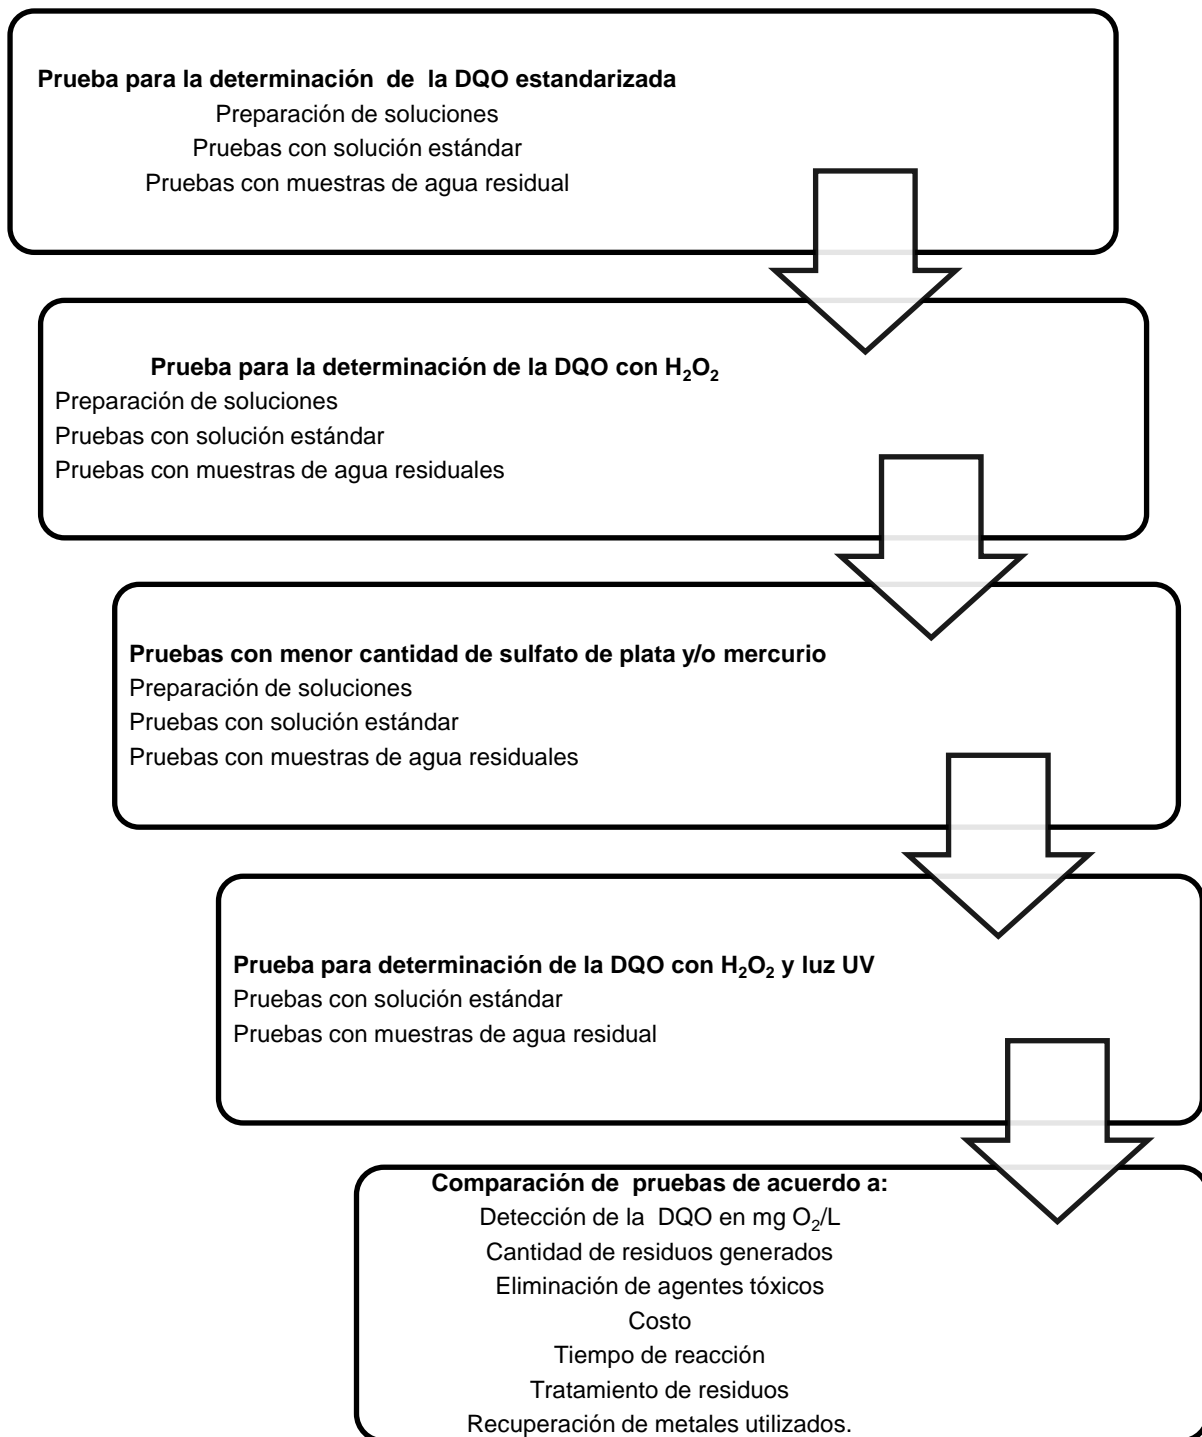 Prueba para la determinación de la DQO estandarizada
Preparación de soluciones
Pruebas con solución estándar
Pruebas con muestras de agua residual
Prueba para la determinación de la DQO con H₂O₂
Preparación de soluciones
Pruebas con solución estándar
Pruebas con muestras de agua residuales
Pruebas con menor cantidad de sulfato de plata y/o mercurio
Preparación de soluciones
Pruebas con solución estándar
Pruebas con muestras de agua residuales
Prueba para determinación de la DQO con H₂O₂ y luz UV
Pruebas con solución estándar
Pruebas con muestras de agua residual
Comparación de pruebas de acuerdo a:
Detección de la DQO en mg O₂/L
Cantidad de residuos generados
Eliminación de agentes tóxicos
Costo
Tiempo de reacción
Tratamiento de residuos
Recuperación de metales utilizados.